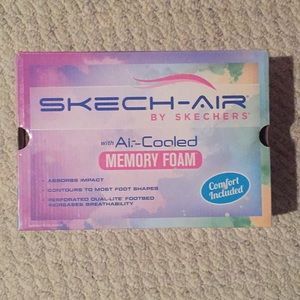 SKECH-AIR®
BY SKECHERS
with Air-Cooled
MEMORY FOAM
• ABSORBS IMPACT
• CONTOURS TO MOST FOOT SHAPES
• PERFORATED DUAL-LITE FOOTBED
INCREASES BREATHABILITY
Comfort
Included